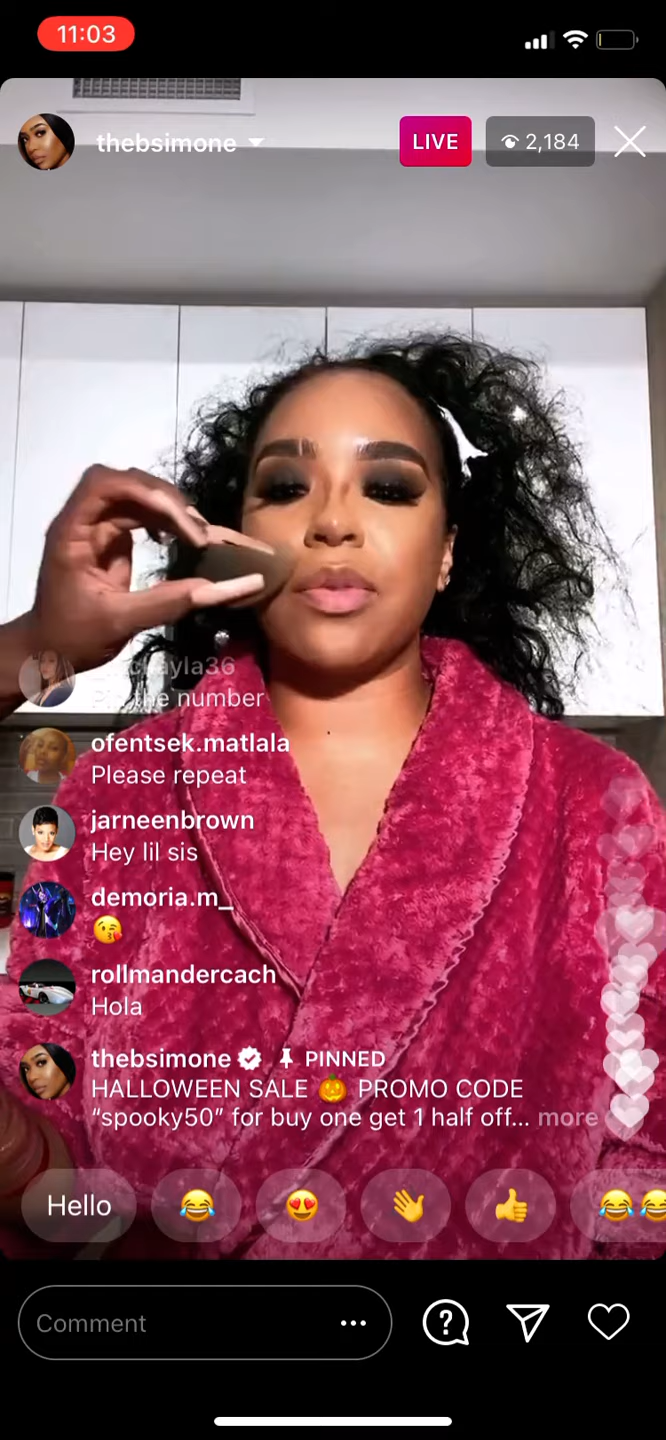 11:03
thebsimone
LIVE
2,184
the number
ofentsek.matlala
Please repeat
jarneenbrown
Hey lil sis
demoria.m_
😘
rollmandercach
Hola
thebsimone PINNED
HALLOWEEN SALE 🎃 PROMO CODE
“spooky50” for buy one get 1 half off... more
Hello 😂 😍 👋 👍 😂😂
Comment